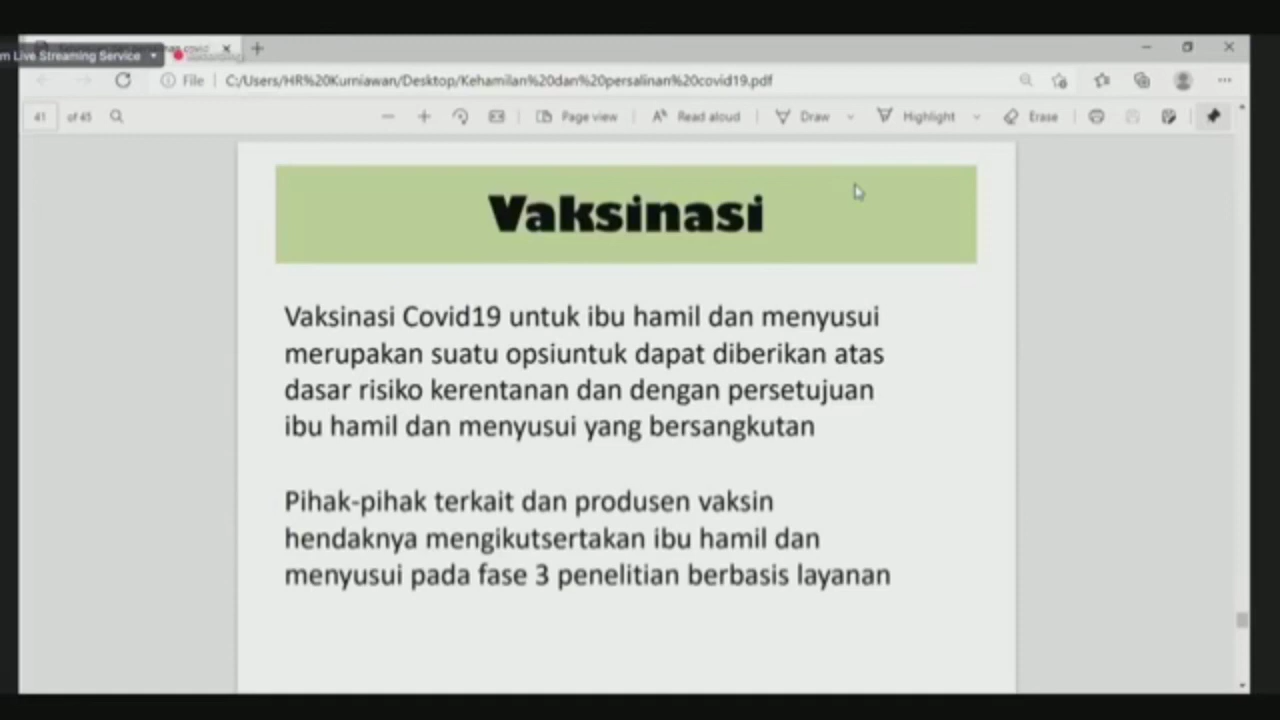 m Live Streaming Service
File
C:/Users/HR%20Kurniawan/Desktop/Kehamilan%20dan%20persalinan%20covid19.pdf
41 of 45 Page view Read aloud Draw Highlight Erase
Vaksinasi
Vaksinasi Covid19 untuk ibu hamil dan menyusui
merupakan suatu opsiuntuk dapat diberikan atas
dasar risiko kerentanan dan dengan persetujuan
ibu hamil dan menyusui yang bersangkutan
Pihak-pihak terkait dan produsen vaksin
hendaknya mengikutsertakan ibu hamil dan
menyusui pada fase 3 penelitian berbasis layanan